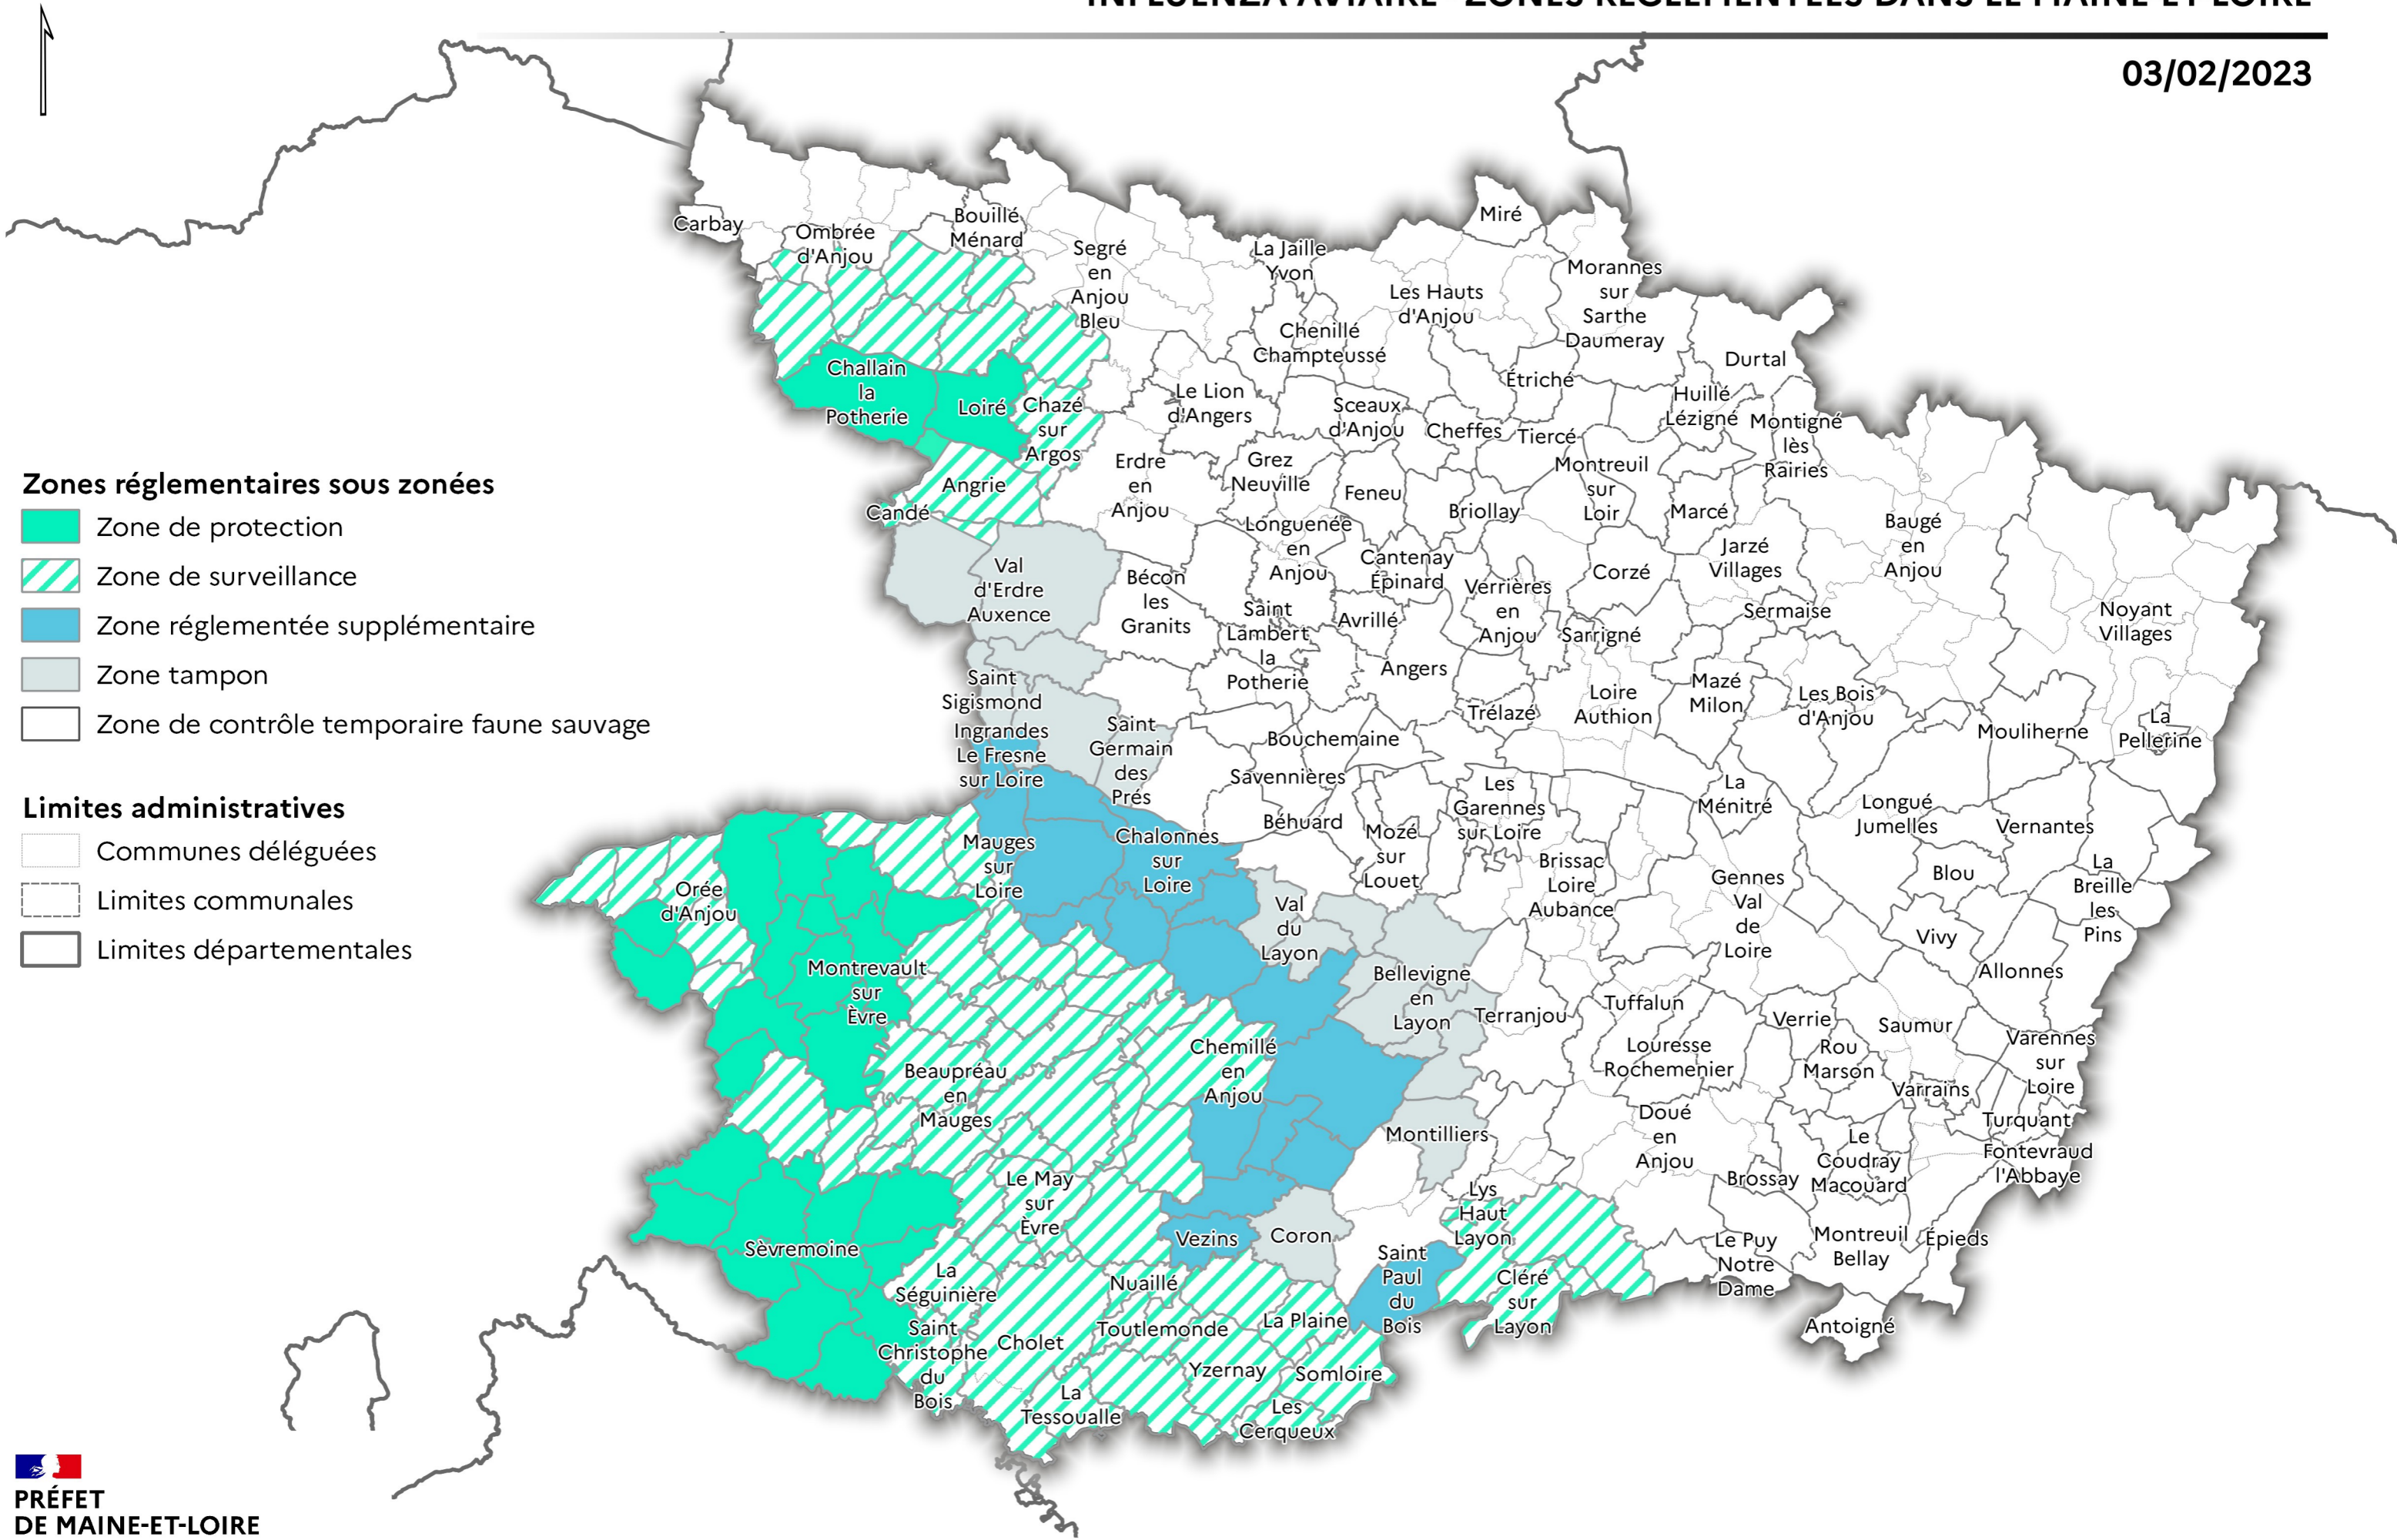 INFLUENZA AVIAIRE - ZONES RÉGLEMENTÉES DANS LE MAINE-ET-LOIRE
03/02/2023
Zones réglementaires sous zonées
Zone de protection
Zone de surveillance
Zone réglementée supplémentaire
Zone tampon
Zone de contrôle temporaire faune sauvage
Limites administratives
Communes déléguées
Limites communales
Limites départementales
Carbay
Ombrée
d'Anjou
Bouillé
Ménard
Segré
en
Anjou
Bleu
La Jaille
Yvon
Miré
Les Hauts
d'Anjou
Morannes
sur
Sarthe
Daumeray
Chenillé
Champteussé
Durtal
Étriché
Challain
la
Potherie
Loiré
Chazé
sur
Argos
Le Lion
d'Angers
Sceaux
d'Anjou
Cheffes
Tiercé
Huillé
Lézigné
Montigné
lès
Rairies
Angrie
Candé
Erdre
en
Anjou
Grez
Neuville
Feneu
Briollay
Montreuil
sur
Loir
Marcé
Baugé
en
Anjou
Longuenée
en
Anjou
Cantenay
Épinard
Verrières
en
Anjou
Corzé
Jarzé
Villages
Sermaise
Noyant
Villages
Val
d'Erdre
Auxence
Bécon
les
Granits
Saint
Lambert
la
Potherie
Avrillé
Angers
Sarrigné
Saint
Sigismond
Ingrandes
Le Fresne
sur Loire
Saint
Germain
des
Prés
Bouchemaine
Savennières
Béhuard
Trélazé
Loire
Authion
Mazé
Milon
Les Bois
d'Anjou
Mouliherne
La
Pellerine
Mauges
sur
Loire
Chalonnes
sur
Loire
Mozé
sur
Louet
Les
Garennes
sur Loire
Brissac
Loire
Aubance
La
Ménitré
Longué
Jumelles
Vernantes
Blou
La
Breille
les
Pins
Orée
d'Anjou
Val
du
Layon
Gennes
Val
de
Loire
Vivy
Allonnes
Montrevault
sur
Èvre
Bellevigne
en
Layon
Terranjou
Tuffalun
Verrie
Saumur
Varennes
sur
Loire
Beaupréau
en
Mauges
Chemillé
en
Anjou
Louresse
Rochemenier
Rou
Marson
Varrains
Turquant
Montilliers
Doué
en
Anjou
Le
Coudray
Macouard
Fontevraud
l'Abbaye
Brossay
Le May
sur
Èvre
Lys
Haut
Layon
Sèvremoine
Vezins
Coron
Saint
Paul
du
Bois
Le Puy
Notre
Dame
Montreuil
Bellay
Épieds
La
Séguinière
Nuaillé
Cléré
sur
Layon
Antoigné
Saint
Christophe
du
Bois
Cholet
Toutlemonde
La Plaine
Yzernay
Somloire
La
Tessoualle
Les
Cerqueux
PRÉFET
DE MAINE-ET-LOIRE